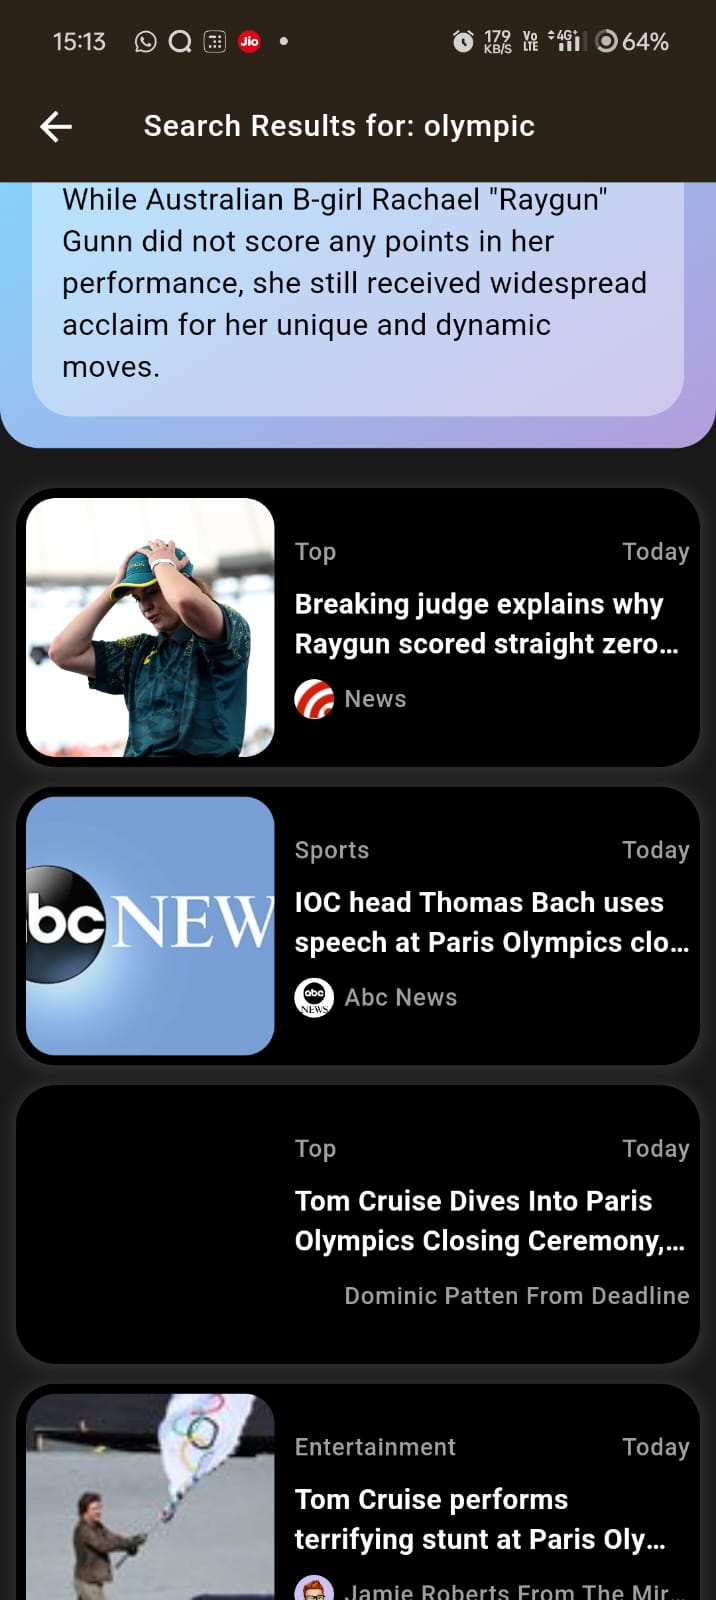 15:13
Jio
179
KB/S
Vo
LTE
4G+
64%
Search Results for: olympic
While Australian B-girl Rachael "Raygun"
Gunn did not score any points in her
performance, she still received widespread
acclaim for her unique and dynamic
moves.
Top Today
Breaking judge explains why
Raygun scored straight zero...
News
abc NEW
Sports Today
IOC head Thomas Bach uses
speech at Paris Olympics clo...
abc
NEWS
Abc News
Top Today
Tom Cruise Dives Into Paris
Olympics Closing Ceremony,...
Dominic Patten From Deadline
Entertainment Today
Tom Cruise performs
terrifying stunt at Paris Oly...
Jamie Roberts From The Mir...